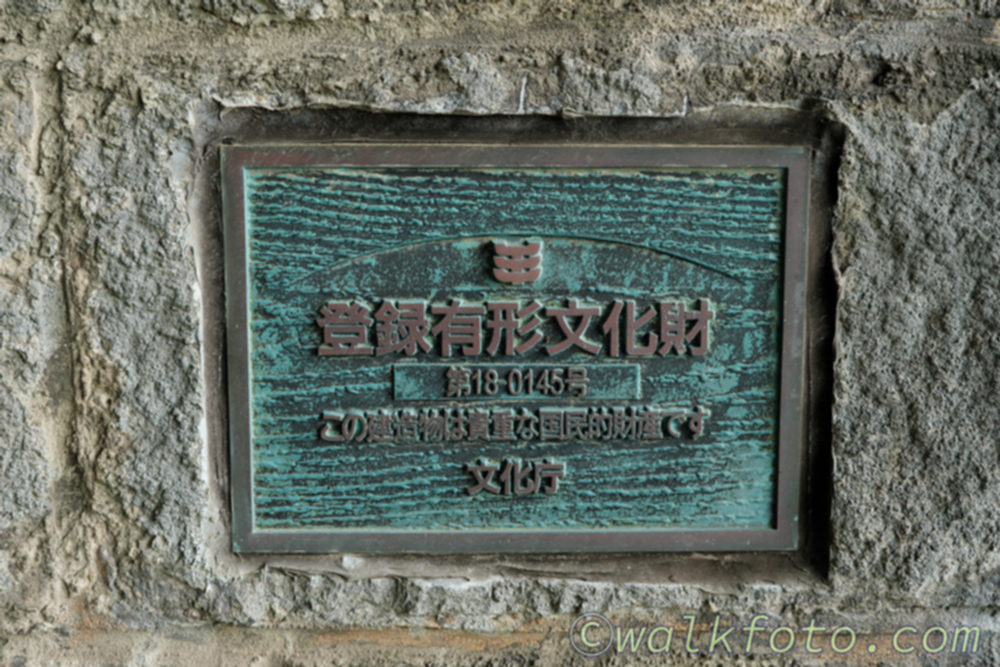 登録有形文化財
第18-0145号
この建造物は貴重な国民的財産です
文化庁
©walkfoto.com